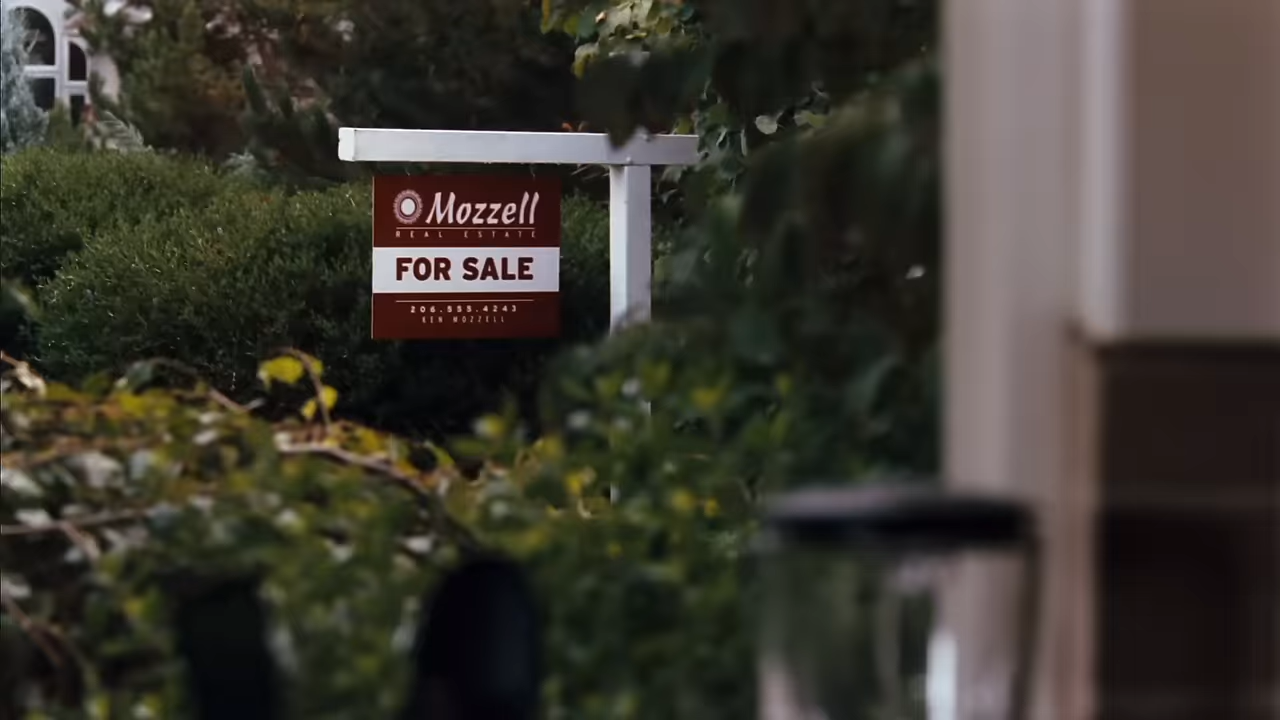 Mozzell
REAL ESTATE
FOR SALE
206.555.4243
KEN MOZZELL